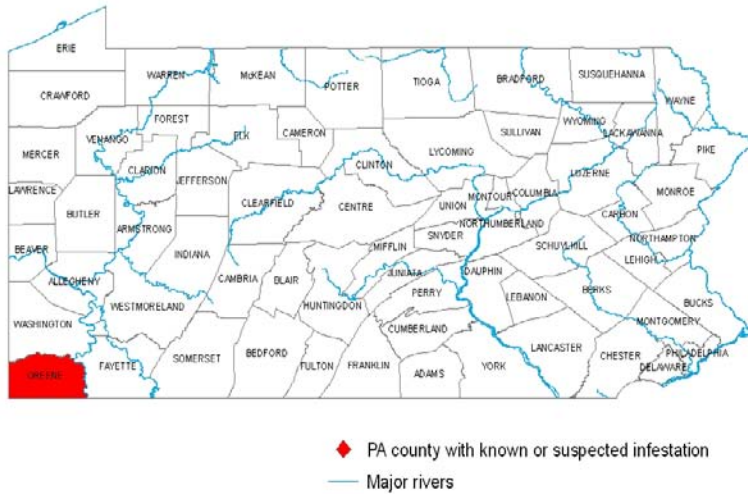 ERIE
WARREN
McKEAN
POTTER
TIOGA
BRADFORD
SUSQUEHANNA
WAYNE
CRAWFORD
FOREST
ELK
CAMERON
SULLIVAN
WYOMING
LACKAWANNA
PIKE
MERCER
VENANGO
CLARION
JEFFERSON
CLINTON
LYCOMING
LUZERNE
MONROE
LAWRENCE
BUTLER
ARMSTRONG
CLEARFIELD
CENTRE
UNION
MONTOUR
COLUMBIA
CARBON
NORTHUMBERLAND
SNYDER
SCHUYLKILL
NORTHAMPTON
LEHIGH
BEAVER
ALLEGHENY
INDIANA
CAMBRIA
BLAIR
MIFFLIN
JUNIATA
PERRY
DAUPHIN
LEBANON
BERKS
BUCKS
MONTGOMERY
WASHINGTON
WESTMORELAND
HUNTINGDON
CUMBERLAND
LANCASTER
CHESTER
PHILADELPHIA
DELAWARE
GREENE
FAYETTE
SOMERSET
BEDFORD
FULTON
FRANKLIN
ADAMS
YORK
PA county with known or suspected infestation
Major rivers